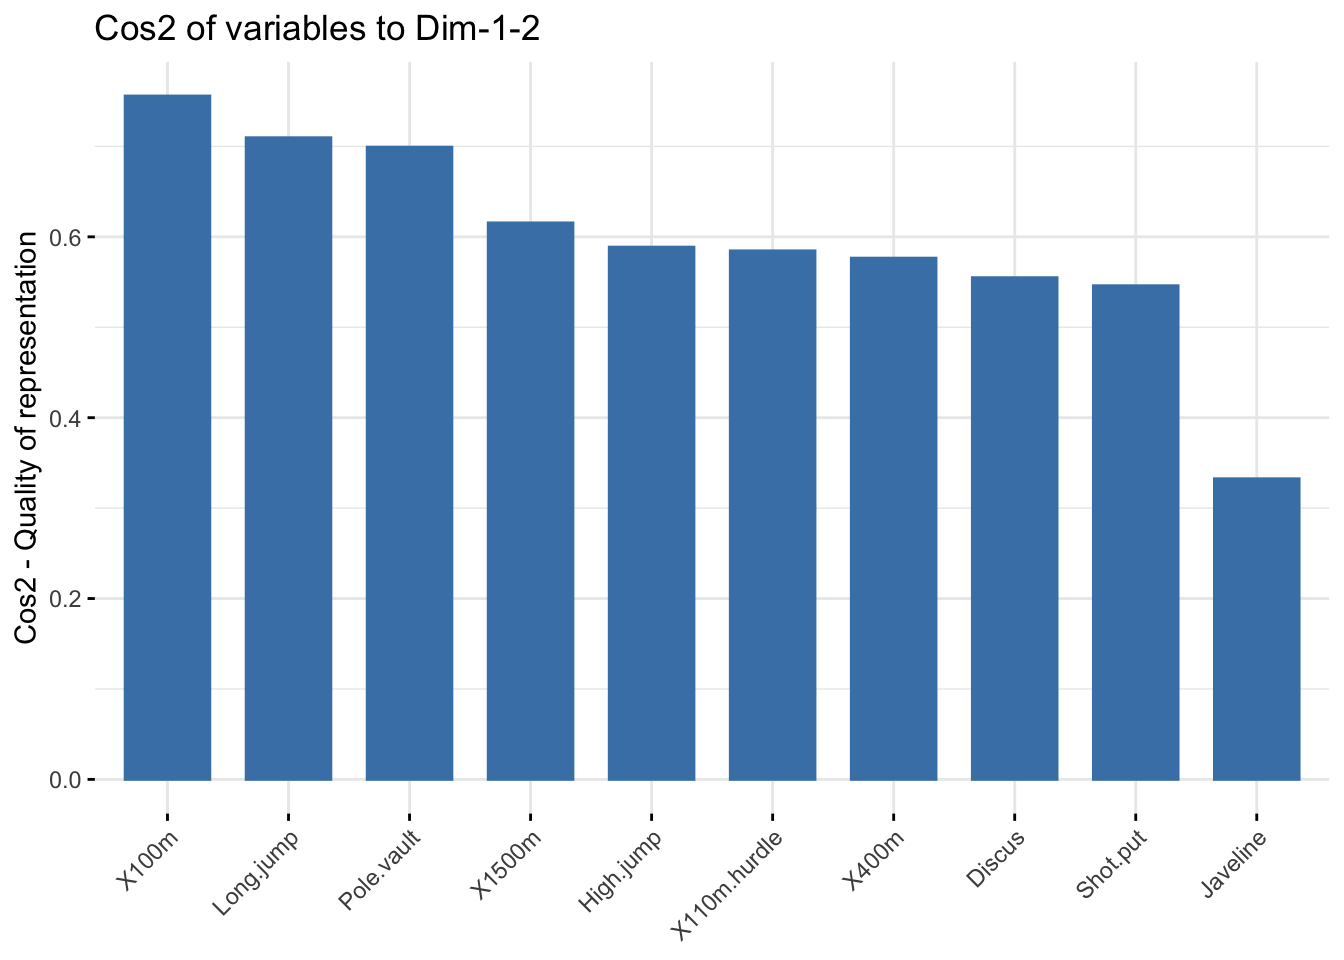 Cos2 of variables to Dim-1-2
Cos2 - Quality of representation
0.6
0.4
0.2
0.0
X100m
Long.jump
Pole.vault
X1500m
High.jump
X110m.hurdle
X400m
Discus
Shot.put
Javeline